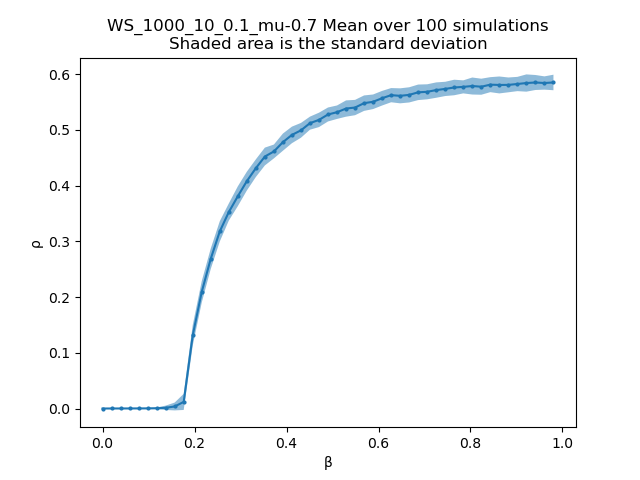 WS_1000_10_0.1_mu-0.7 Mean over 100 simulations
Shaded area is the standard deviation
0.6
0.5
0.4
0.3
0.2
0.1
0.0
ρ
0.0 0.2 0.4 0.6 0.8 1.0
β